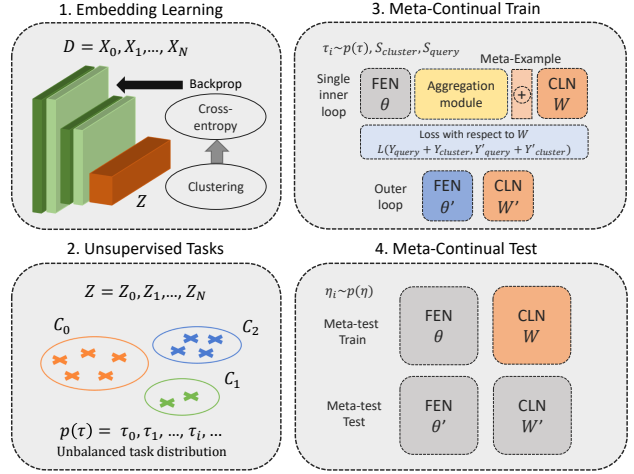 1. Embedding Learning
D = X_0, X_1,..., X_N
Backprop
Cross-
entropy
Clustering
Z
2. Unsupervised Tasks
Z = Z_0, Z_1,..., Z_N
C_0
C_2
C_1
p(τ) = τ_0, τ_1, ..., τ_i, ...
Unbalanced task distribution
3. Meta-Continual Train
τ_i~p(τ), S_cluster, S_query
Meta-Example
Single
inner
loop
FEN
θ
Aggregation
module
+
CLN
W
Loss with respect to W
L(Y_query + Y_cluster, Y'_query + Y'_cluster)
Outer
loop
FEN
θ'
CLN
W'
4. Meta-Continual Test
η_i~p(η)
Meta-test
Train
FEN
θ
CLN
W
Meta-test
Test
FEN
θ'
CLN
W'